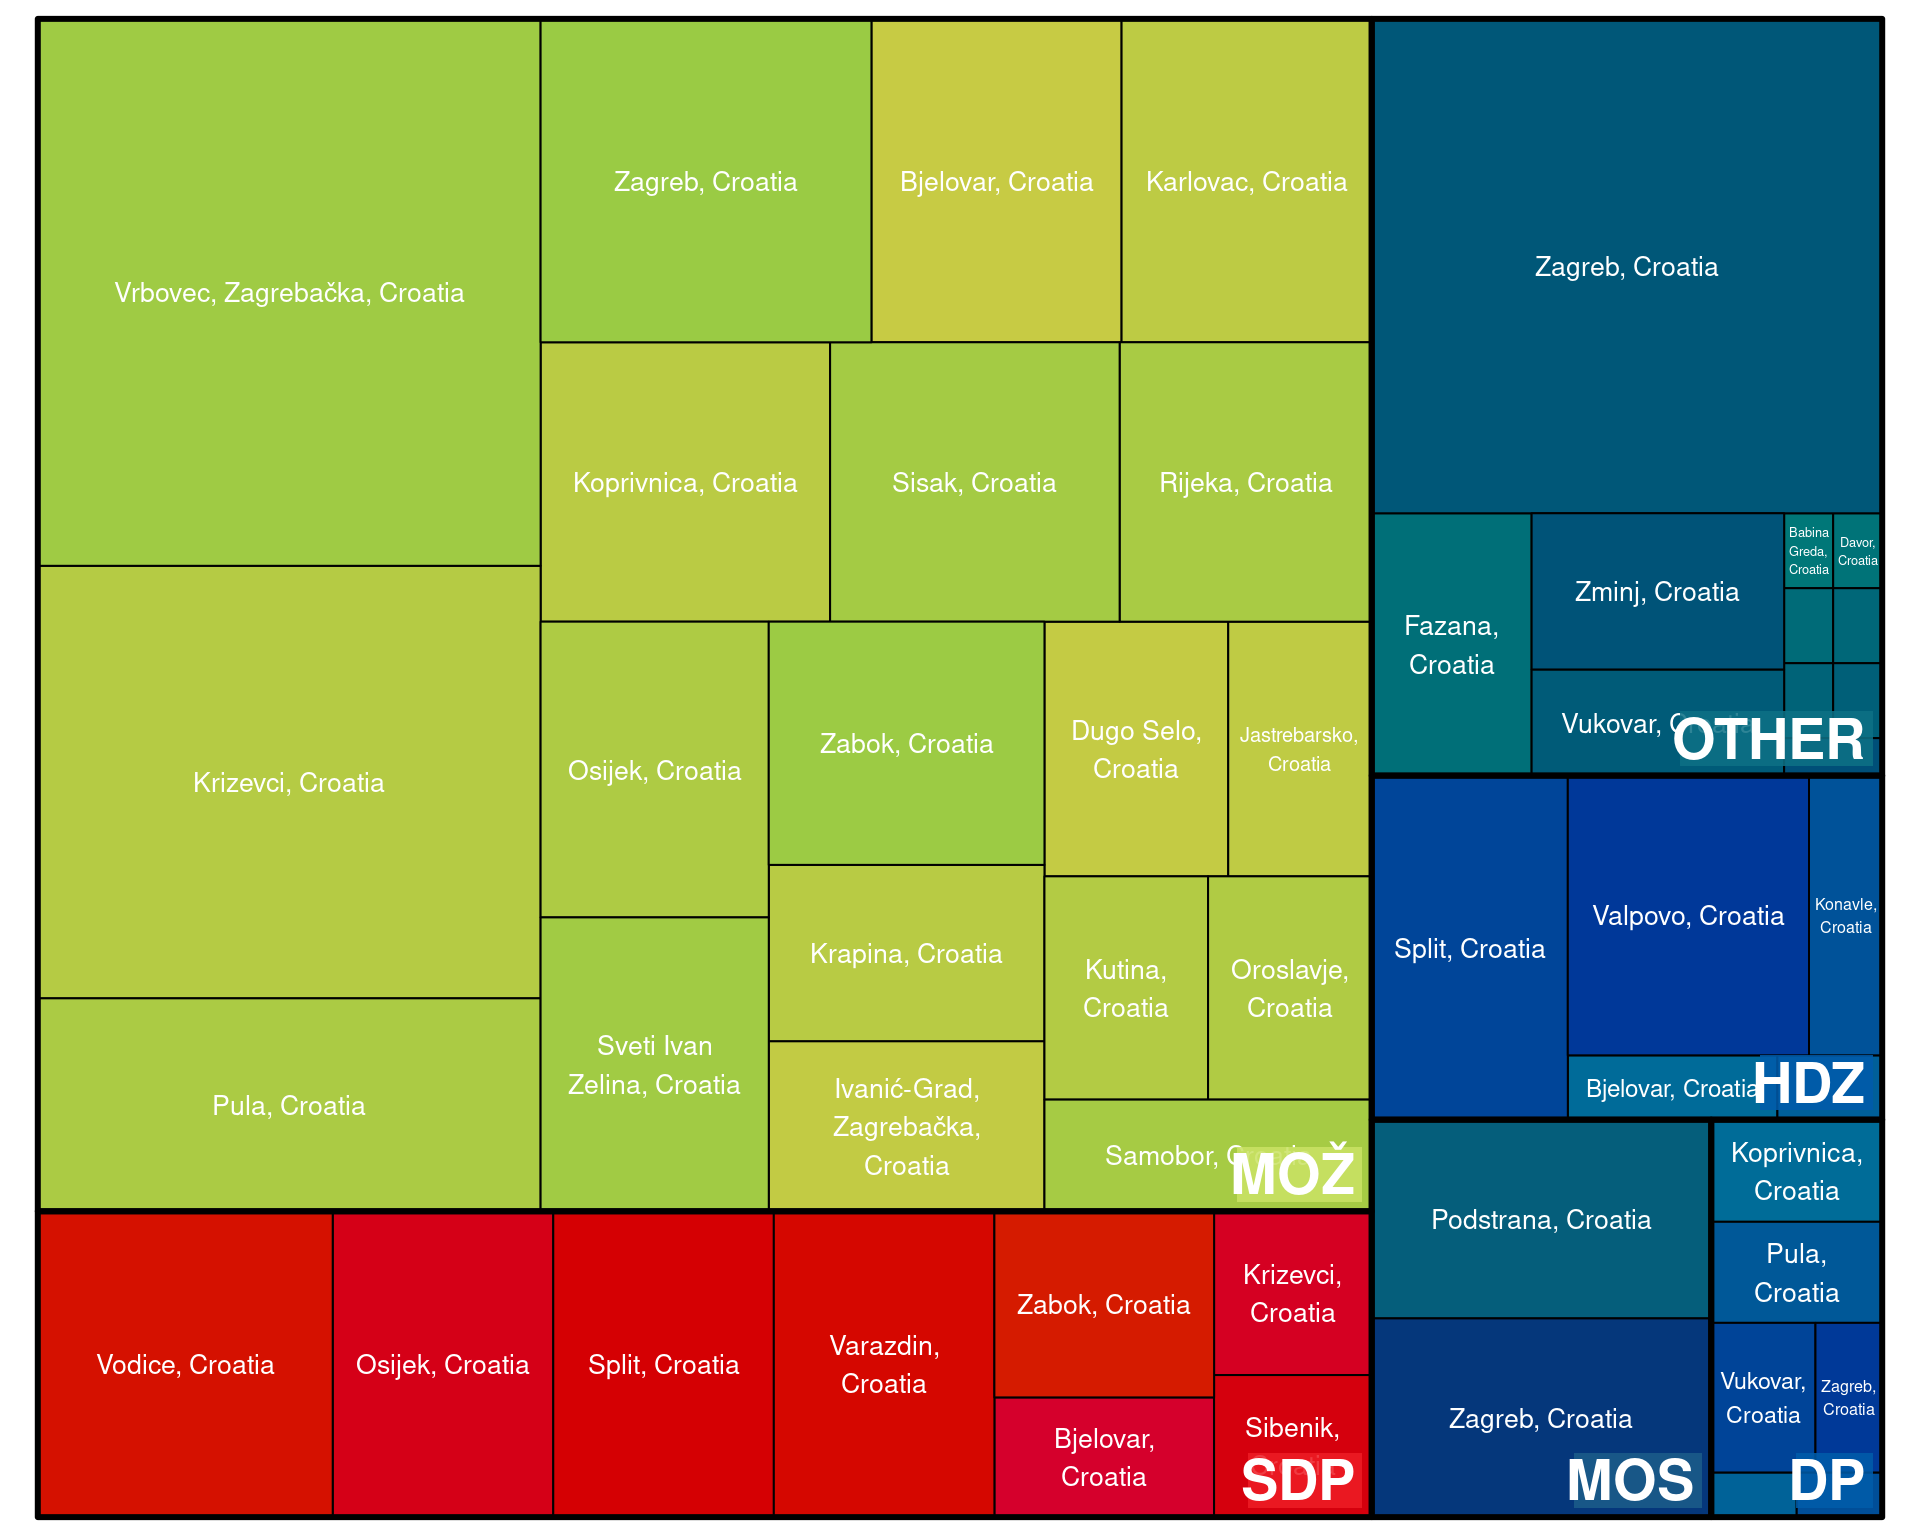 Vrbovec, Zagrebačka, Croatia
Zagreb, Croatia
Bjelovar, Croatia
Karlovac, Croatia
Koprivnica, Croatia
Sisak, Croatia
Rijeka, Croatia
Krizevci, Croatia
Pula, Croatia
Osijek, Croatia
Sveti Ivan
Zelina, Croatia
Zabok, Croatia
Krapina, Croatia
Ivanić-Grad,
Zagrebačka,
Croatia
Dugo Selo,
Croatia
Jastrebarsko,
Croatia
Kutina,
Croatia
Oroslavje,
Croatia
Samobor, Croatia
MOŽ
Vodice, Croatia
Osijek, Croatia
Split, Croatia
Varazdin,
Croatia
Zabok, Croatia
Bjelovar,
Croatia
Krizevci,
Croatia
Sibenik,
Croatia
SDP
Zagreb, Croatia
Fazana,
Croatia
Zminj, Croatia
Vukovar, Croatia
Babina
Greda,
Croatia
Davor,
Croatia
OTHER
Split, Croatia
Valpovo, Croatia
Konavle,
Croatia
Bjelovar, Croatia
HDZ
Podstrana, Croatia
Zagreb, Croatia
MOS
Koprivnica,
Croatia
Pula,
Croatia
Vukovar,
Croatia
Zagreb,
Croatia
DP